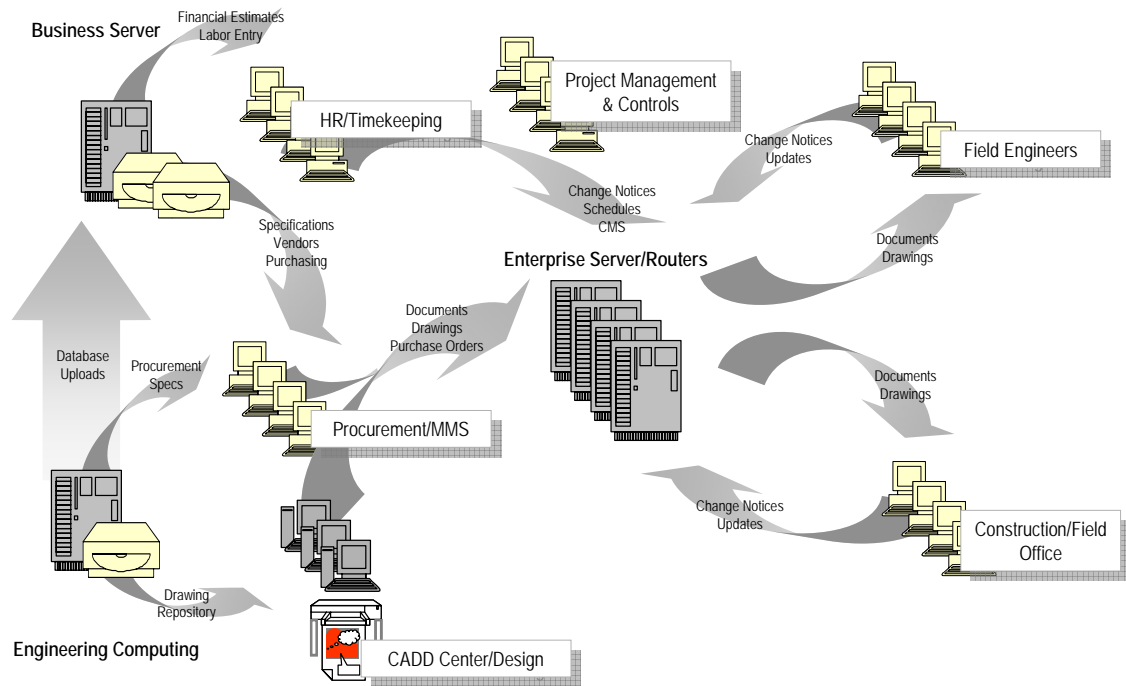 Business Server
Financial Estimates
Labor Entry
HR/Timekeeping
Project Management
& Controls
Change Notices
Updates
Field Engineers
Change Notices
Schedules
CMS
Specifications
Vendors
Purchasing
Enterprise Server/Routers
Documents
Drawings
Documents
Drawings
Purchase Orders
Database
Uploads
Procurement
Specs
Documents
Drawings
Procurement/MMS
Change Notices
Updates
Construction/Field
Office
Drawing
Repository
Engineering Computing
CADD Center/Design